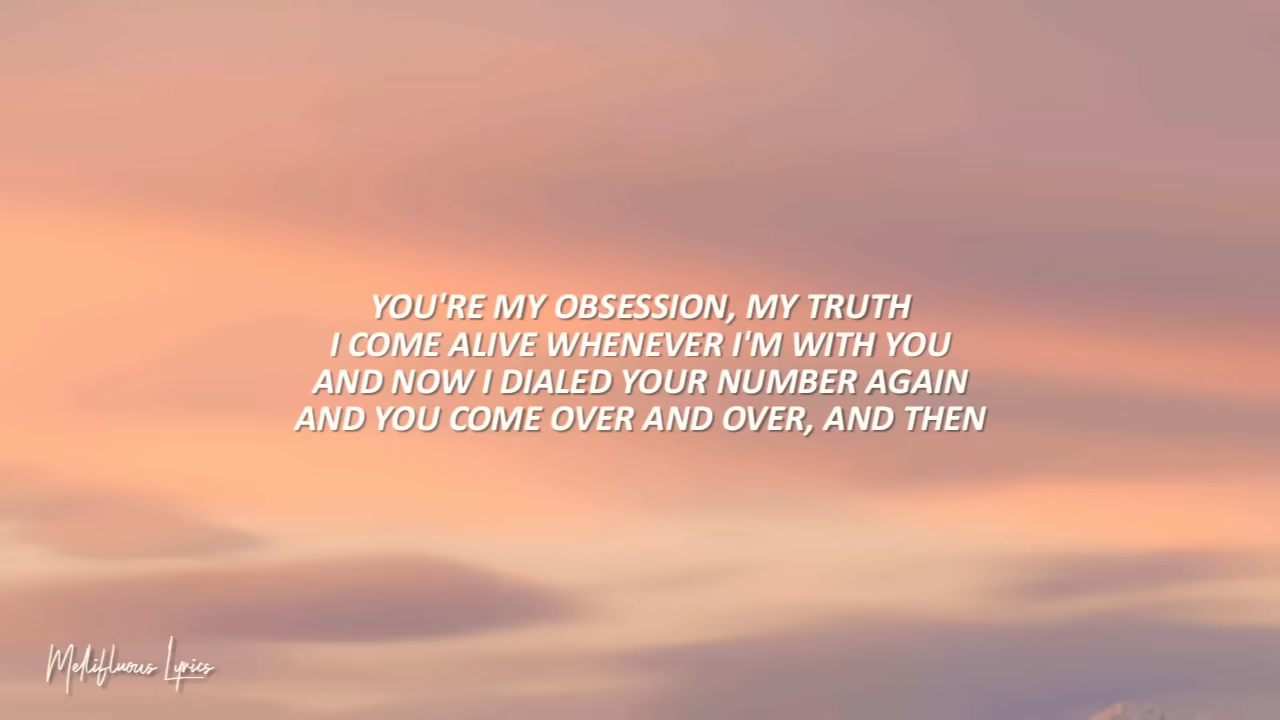 YOU'RE MY OBSESSION, MY TRUTH
I COME ALIVE WHENEVER I'M WITH YOU
AND NOW I DIALED YOUR NUMBER AGAIN
AND YOU COME OVER AND OVER, AND THEN
Mellifluous Lyrics